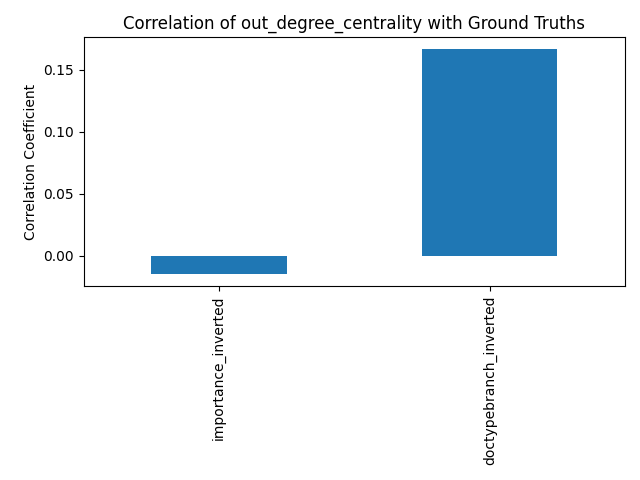 Correlation of out_degree_centrality with Ground Truths
Correlation Coefficient
0.15
0.10
0.05
0.00
importance_inverted
doctypebranch_inverted